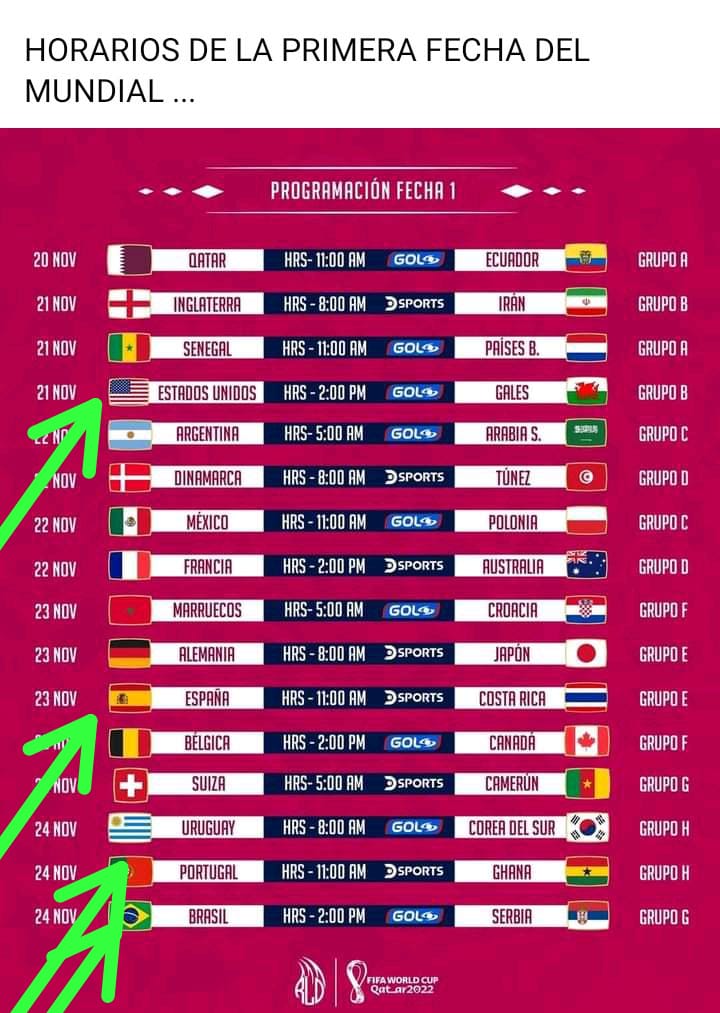 HORARIOS DE LA PRIMERA FECHA DEL
MUNDIAL ...
PROGRAMACIÓN FECHA 1
20 NOV QATAR HRS- 11:00 AM GOL ECUADOR GRUPO A
21 NOV INGLATERRA HRS - 8:00 AM DSPORTS IRÁN GRUPO B
21 NOV SENEGAL HRS - 11:00 AM GOL PAÍSES B. GRUPO A
21 NOV ESTADOS UNIDOS HRS - 2:00 PM GOL GALES GRUPO B
ARGENTINA HRS- 5:00 AM GOL ARABIA S. GRUPO C
NOV DINAMARCA HRS - 8:00 AM DSPORTS TÚNEZ GRUPO D
22 NOV MÉXICO HRS - 11:00 AM GOL POLONIA GRUPO C
22 NOV FRANCIA HRS - 2:00 PM DSPORTS AUSTRALIA GRUPO D
23 NOV MARRUECOS HRS- 5:00 AM GOL CROACIA GRUPO F
23 NOV ALEMANIA HRS - 8:00 AM DSPORTS JAPÓN GRUPO E
23 NOV ESPAÑA HRS - 11:00 AM DSPORTS COSTA RICA GRUPO E
BÉLGICA HRS - 2:00 PM GOL CANADÁ GRUPO F
NOV SUIZA HRS- 5:00 AM DSPORTS CAMERÚN GRUPO G
24 NOV URUGUAY HRS - 8:00 AM GOL COREA DEL SUR GRUPO H
24 NOV PORTUGAL HRS - 11:00 AM DSPORTS GHANA GRUPO H
24 NOV BRASIL HRS - 2:00 PM GOL SERBIA GRUPO G
ALD FIFA WORLD CUP
Qatar2022